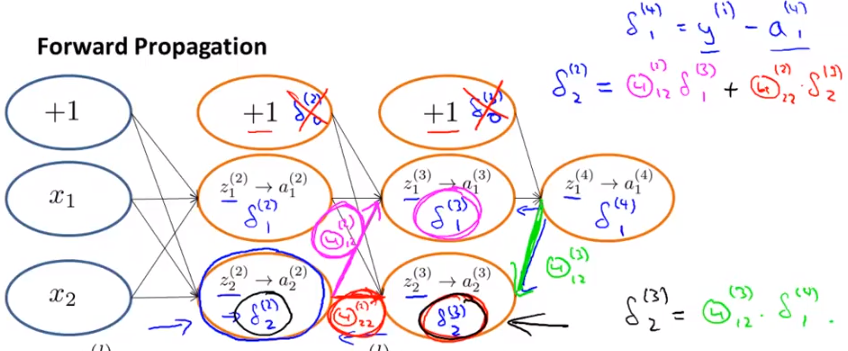 δ₁⁽⁴⁾ = y⁽ⁱ⁾ − a₁⁽⁴⁾
Forward Propagation
δ₂⁽²⁾ = Θ₁₂⁽²⁾ δ₁⁽³⁾ + Θ₂₂⁽²⁾ · δ₂⁽³⁾
+1 +1 δ₀⁽²⁾ +1 δ₀⁽³⁾
x₁ z₁⁽²⁾ → a₁⁽²⁾ z₁⁽³⁾ → a₁⁽³⁾ z₁⁽⁴⁾ → a₁⁽⁴⁾
δ₁⁽²⁾ δ₁⁽³⁾ δ₁⁽⁴⁾
Θ₁₂⁽²⁾
Θ₁₂⁽³⁾
x₂ z₂⁽²⁾ → a₂⁽²⁾ z₂⁽³⁾ → a₂⁽³⁾
→ δ₂⁽²⁾ Θ₂₂⁽²⁾ δ₂⁽³⁾ δ₂⁽³⁾ = Θ₁₂⁽³⁾ · δ₁⁽⁴⁾ .